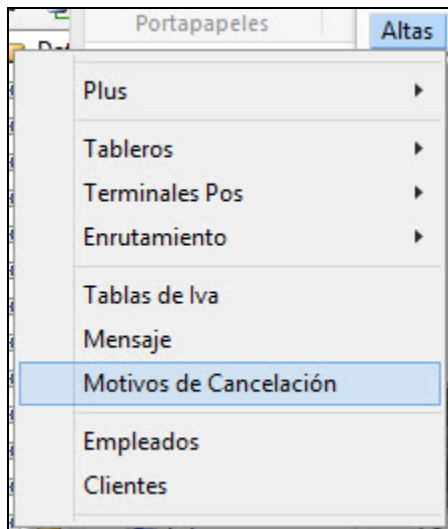 Portapapeles
Altas
Plus
Tableros
Terminales Pos
Enrutamiento
Tablas de Iva
Mensaje
Motivos de Cancelación
Empleados
Clientes